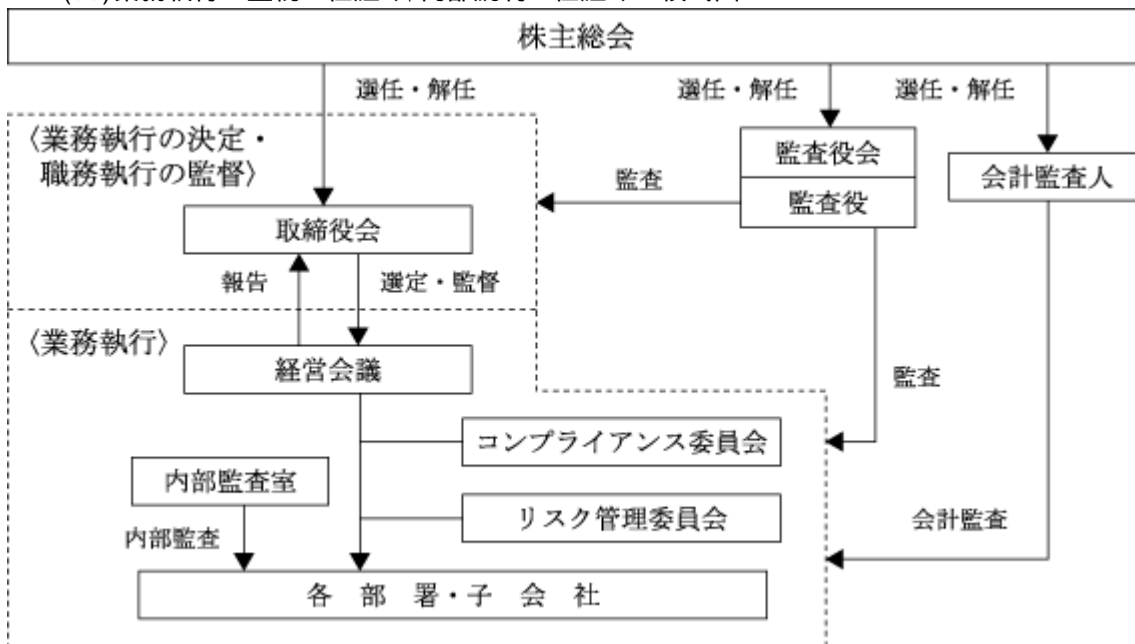 株主総会
選任・解任
選任・解任
選任・解任
〈業務執行の決定・
職務執行の監督〉
監査役会
監査役
会計監査人
監査
取締役会
報告
選定・監督
〈業務執行〉
経営会議
監査
コンプライアンス委員会
内部監査室
リスク管理委員会
内部監査
会計監査
各部署・子会社